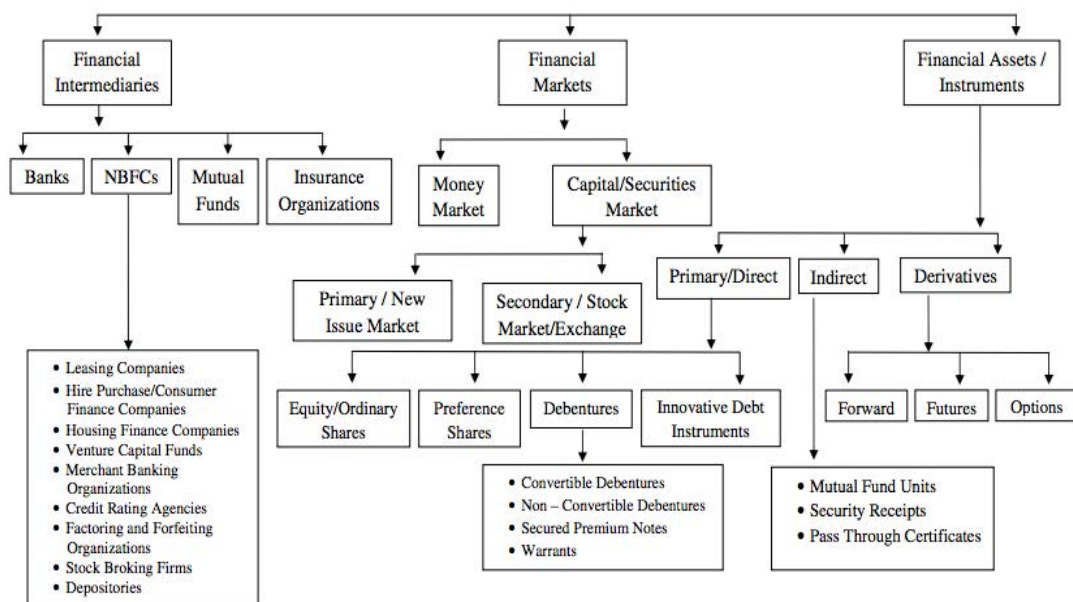 Financial
Intermediaries
Financial
Markets
Financial Assets /
Instruments
Banks
NBFCs
Mutual
Funds
Insurance
Organizations
Money
Market
Capital/Securities
Market
Primary/Direct
Indirect
Derivatives
Primary / New
Issue Market
Secondary / Stock
Market/Exchange
• Leasing Companies
• Hire Purchase/Consumer
Finance Companies
• Housing Finance Companies
• Venture Capital Funds
• Merchant Banking
Organizations
• Credit Rating Agencies
• Factoring and Forfeiting
Organizations
• Stock Broking Firms
• Depositories
Equity/Ordinary
Shares
Preference
Shares
Debentures
Innovative Debt
Instruments
Forward
Futures
Options
• Convertible Debentures
• Non – Convertible Debentures
• Secured Premium Notes
• Warrants
• Mutual Fund Units
• Security Receipts
• Pass Through Certificates